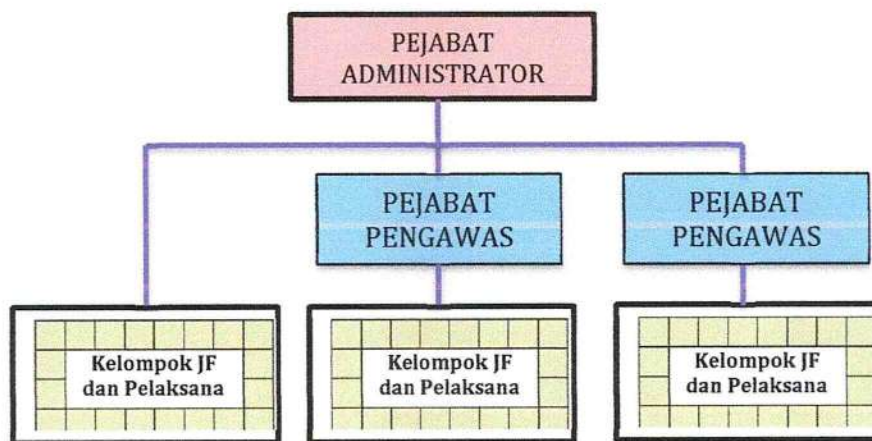 PEJABAT
ADMINISTRATOR
PEJABAT
PENGAWAS
PEJABAT
PENGAWAS
Kelompok JF
dan Pelaksana
Kelompok JF
dan Pelaksana
Kelompok JF
dan Pelaksana